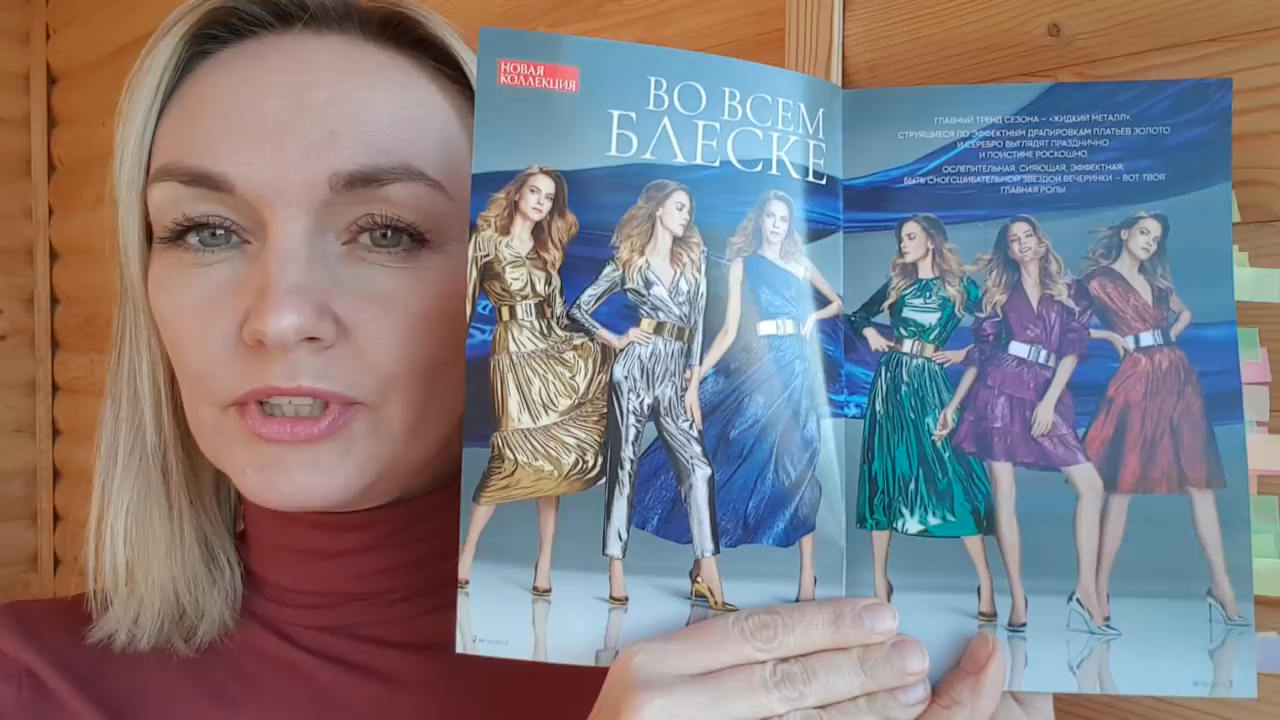 НОВАЯ
КОЛЛЕКЦИЯ
ВО ВСЕМ
БЛЕСКЕ
ГЛАВНЫЙ ТРЕНД СЕЗОНА – «ЖИДКИЙ МЕТАЛЛ».
СТРУЯЩИЕСЯ ПО ЭФФЕКТНЫМ ДРАПИРОВКАМ ПЛАТЬЕВ ЗОЛОТО
И СЕРЕБРО ВЫГЛЯДЯТ ПРАЗДНИЧНО
И ПОИСТИНЕ РОСКОШНО.
ОСЛЕПИТЕЛЬНАЯ, СИЯЮЩАЯ, ЭФФЕКТНАЯ,
БЫТЬ СНОГСШИБАТЕЛЬНОЙ ЗВЕЗДОЙ ВЕЧЕРИНКИ – ВОТ ТВОЯ
ГЛАВНАЯ РОЛЬ!
2